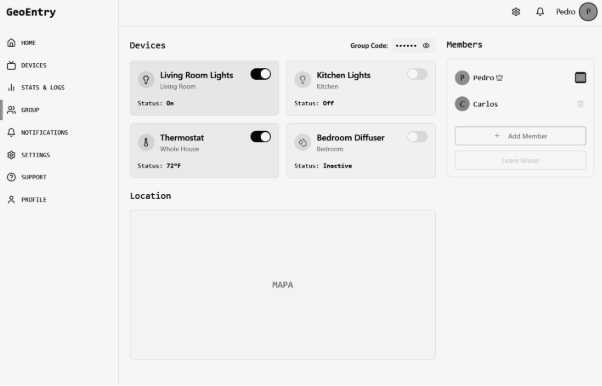 GeoEntry
Pedro P
HOME
DEVICES
STATS & LOGS
GROUP
NOTIFICATIONS
SETTINGS
SUPPORT
PROFILE
Devices
Group Code: ••••••
Living Room Lights
Living Room
Status: On
Kitchen Lights
Kitchen
Status: Off
Thermostat
Whole House
Status: 72°F
Bedroom Diffuser
Bedroom
Status: Inactive
Location
MAPA
Members
P Pedro
C Carlos
+ Add Member
Leave Group